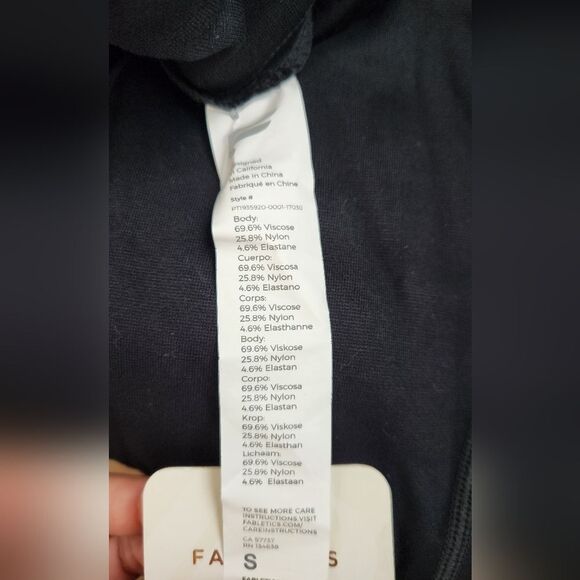 California
Made in China
Fabriqué en Chine
Style #
PT1935920-0001-17030
Body:
69.6% Viscose
25.8% Nylon
4.6% Elastane
Cuerpo:
69.6% Viscosa
25.8% Nylon
4.6% Elastano
Corps:
69.6% Viscose
25.8% Nylon
4.6% Elasthanne
Body:
69.6% Viskose
25.8% Nylon
4.6% Elastan
Corpo:
69.6% Viscosa
25.8% Nylon
4.6% Elastan
Krop:
69.6% Viskose
25.8% Nylon
4.6% Elasthan
Lichaam:
69.6% Viscose
25.8% Nylon
4.6% Elastaan
TO SEE MORE CARE
INSTRUCTIONS VISIT
FABLETICS.COM/
CAREINSTRUCTIONS
CA 57737
RN 134638
FA S S